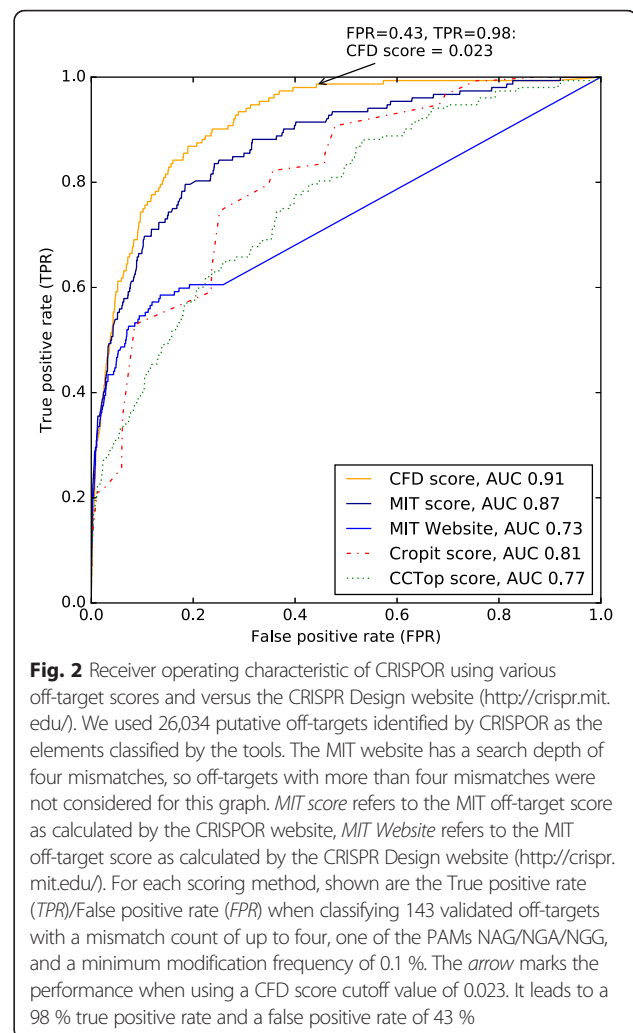 FPR=0.43, TPR=0.98:
CFD score = 0.023
1.0
0.8
0.6
0.4
0.2
0.0
True positive rate (TPR)
0.0 0.2 0.4 0.6 0.8 1.0
False positive rate (FPR)
CFD score, AUC 0.91
MIT score, AUC 0.87
MIT Website, AUC 0.73
Cropit score, AUC 0.81
CCTop score, AUC 0.77
Fig. 2 Receiver operating characteristic of CRISPOR using various
off-target scores and versus the CRISPR Design website (http://crispr.mit.
edu/). We used 26,034 putative off-targets identified by CRISPOR as the
elements classified by the tools. The MIT website has a search depth of
four mismatches, so off-targets with more than four mismatches were
not considered for this graph. MIT score refers to the MIT off-target score
as calculated by the CRISPOR website, MIT Website refers to the MIT
off-target score as calculated by the CRISPR Design website (http://crispr.
mit.edu/). For each scoring method, shown are the True positive rate
(TPR)/False positive rate (FPR) when classifying 143 validated off-targets
with a mismatch count of up to four, one of the PAMs NAG/NGA/NGG,
and a minimum modification frequency of 0.1 %. The arrow marks the
performance when using a CFD score cutoff value of 0.023. It leads to a
98 % true positive rate and a false positive rate of 43 %